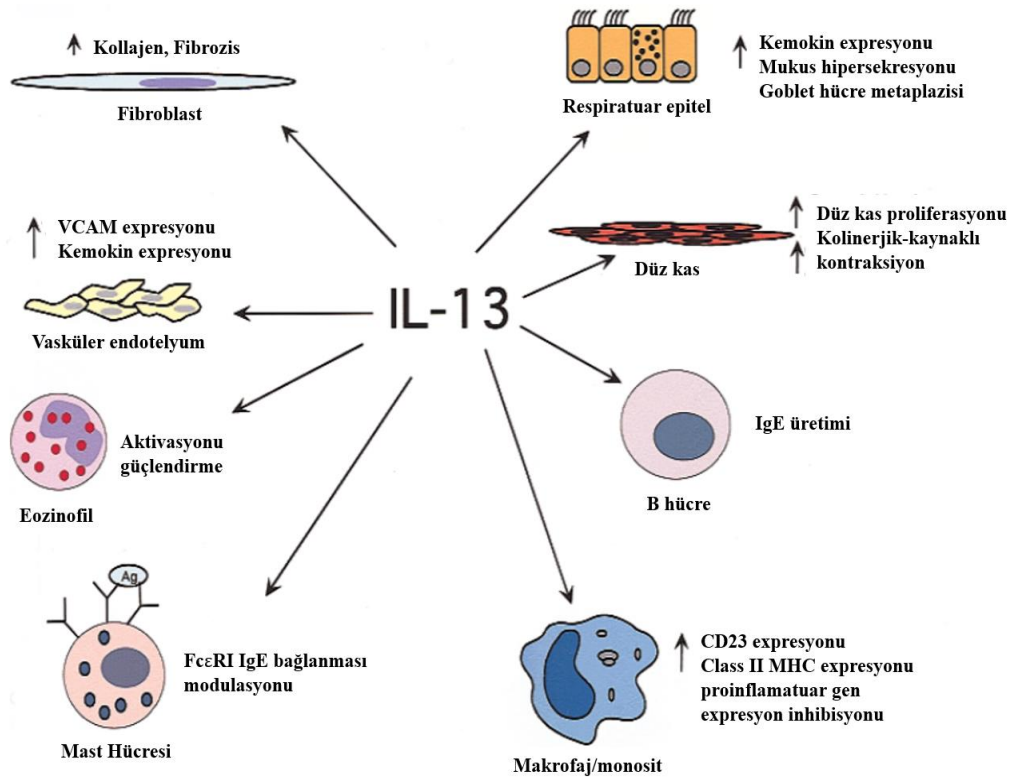 Kollajen, Fibrozis
Fibroblast
Respiratuar epitel
Kemokin expresyonu
Mukus hipersekresyonu
Goblet hücre metaplazisi
VCAM expresyonu
Kemokin expresyonu
Vasküler endotelyum
Düz kas
Düz kas proliferasyonu
Kolinerjik-kaynaklı
kontraksiyon
IL-13
Aktivasyonu
güçlendirme
Eozinofil
IgE üretimi
B hücre
Ag
FcεRI IgE bağlanması
modulasyonu
Mast Hücresi
CD23 expresyonu
Class II MHC expresyonu
proinflamatuar gen
expresyon inhibisyonu
Makrofaj/monosit